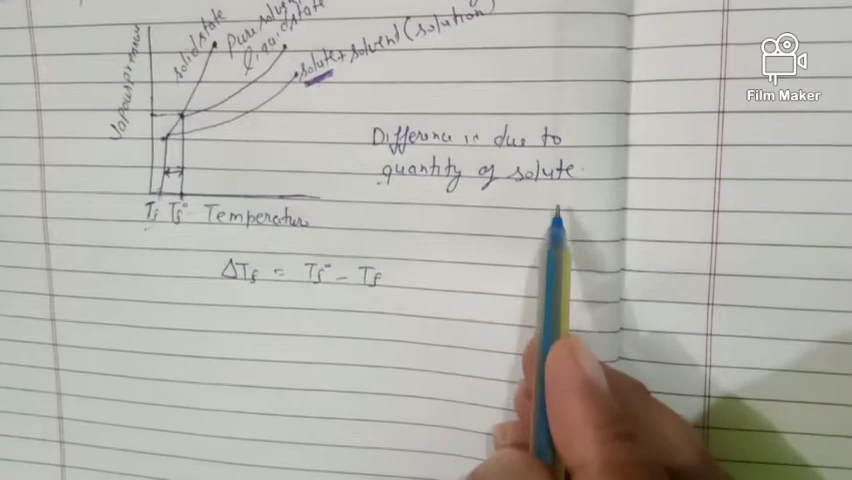 solid state
Pure solvent
liquid state
solute + solvent (solution)
Vapour pressure
Difference is due to
quantity of solute
Tf Tf° Temperature
ΔTf = Tf° - Tf
Film Maker